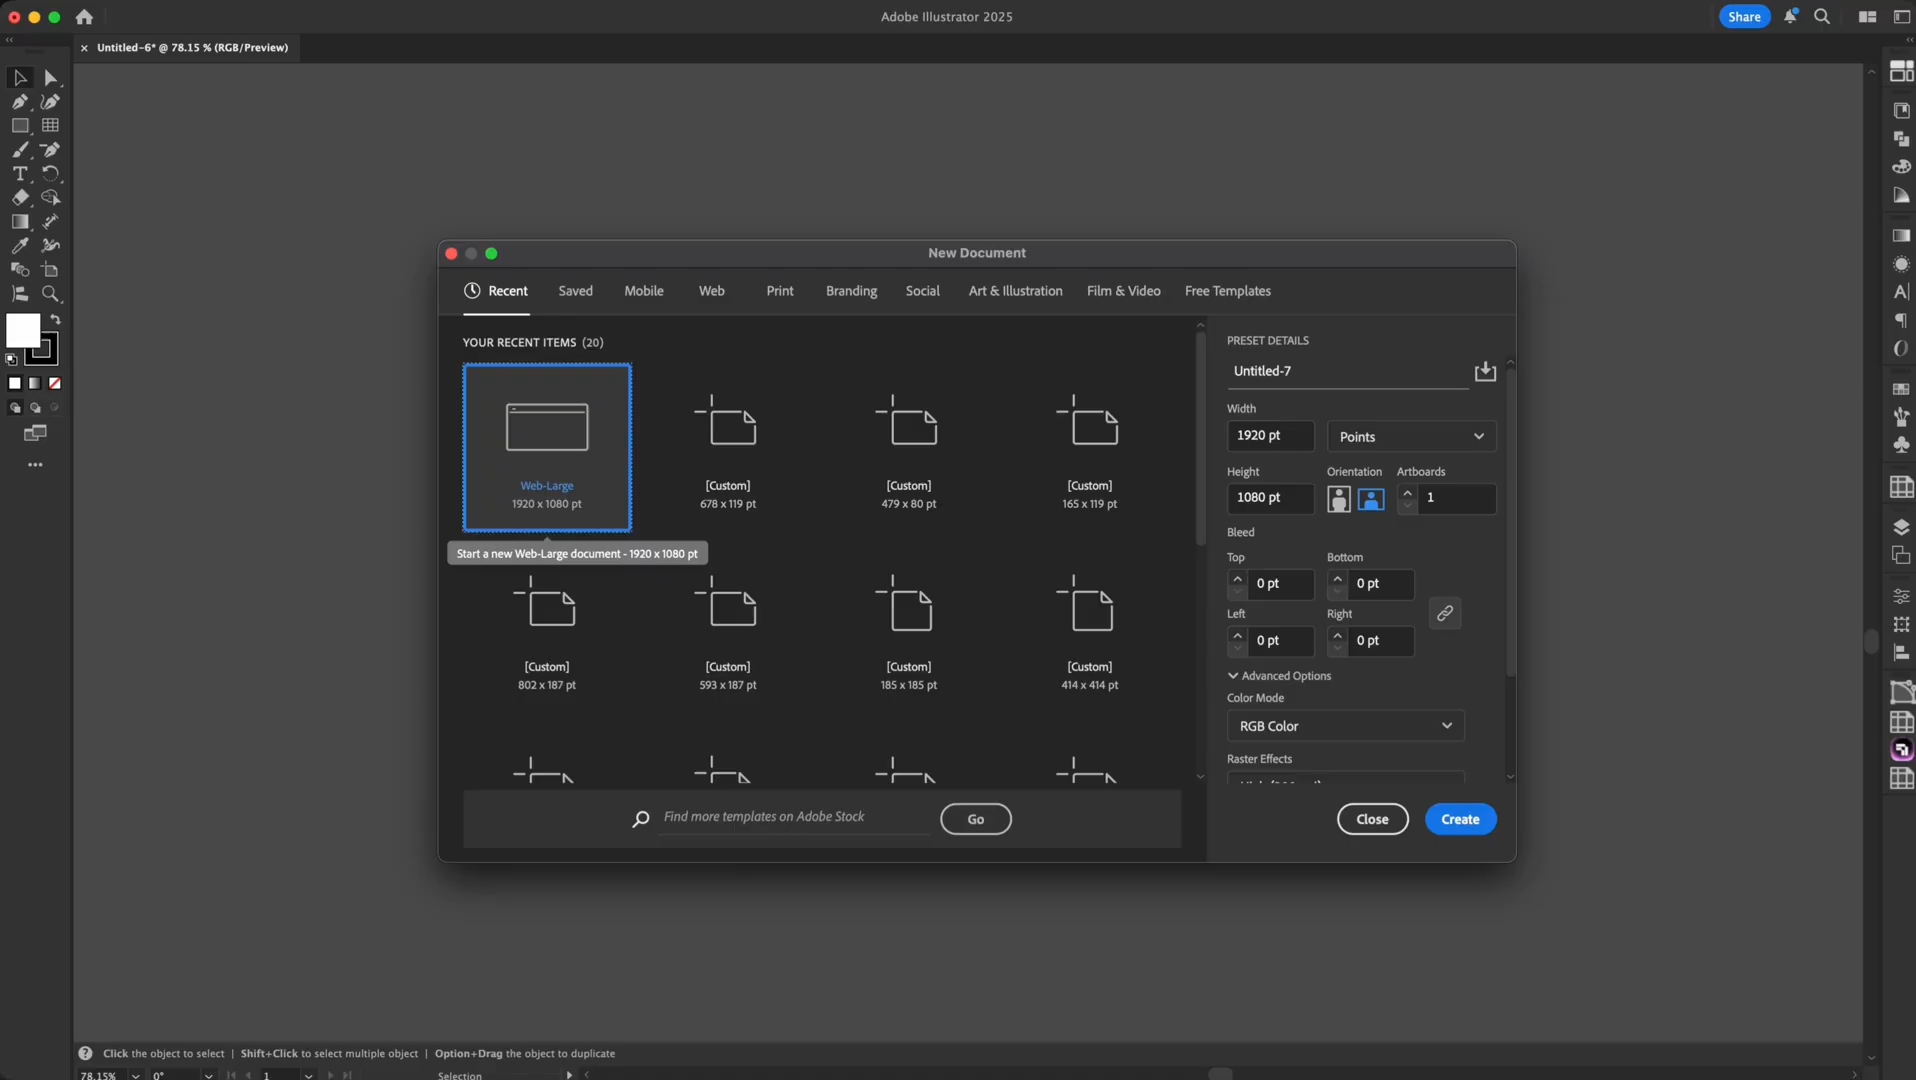 Adobe Illustrator 2025
Share
Untitled-6* @ 78.15 % (RGB/Preview)
New Document
Recent
Saved
Mobile
Web
Print
Branding
Social
Art & Illustration
Film & Video
Free Templates
YOUR RECENT ITEMS (20)
Web-Large
1920 x 1080 pt
[Custom]
678 x 119 pt
[Custom]
479 x 80 pt
[Custom]
165 x 119 pt
Start a new Web-Large document - 1920 x 1080 pt
[Custom]
802 x 187 pt
[Custom]
593 x 187 pt
[Custom]
185 x 185 pt
[Custom]
414 x 414 pt
Find more templates on Adobe Stock
Go
PRESET DETAILS
Untitled-7
Width
1920 pt
Points
Height
Orientation
Artboards
1080 pt
1
Bleed
Top
Bottom
0 pt
0 pt
Left
Right
0 pt
0 pt
Advanced Options
Color Mode
RGB Color
Raster Effects
Close
Create
Click the object to select | Shift+Click to select multiple object | Option+Drag the object to duplicate
78.15%
0°
1
Selection